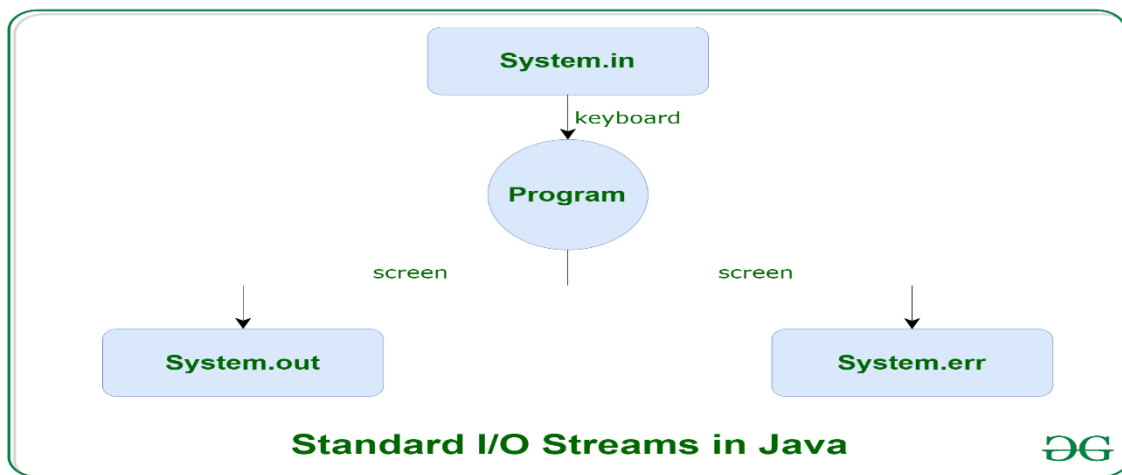 System.in
keyboard
Program
screen
screen
System.out
System.err
Standard I/O Streams in Java